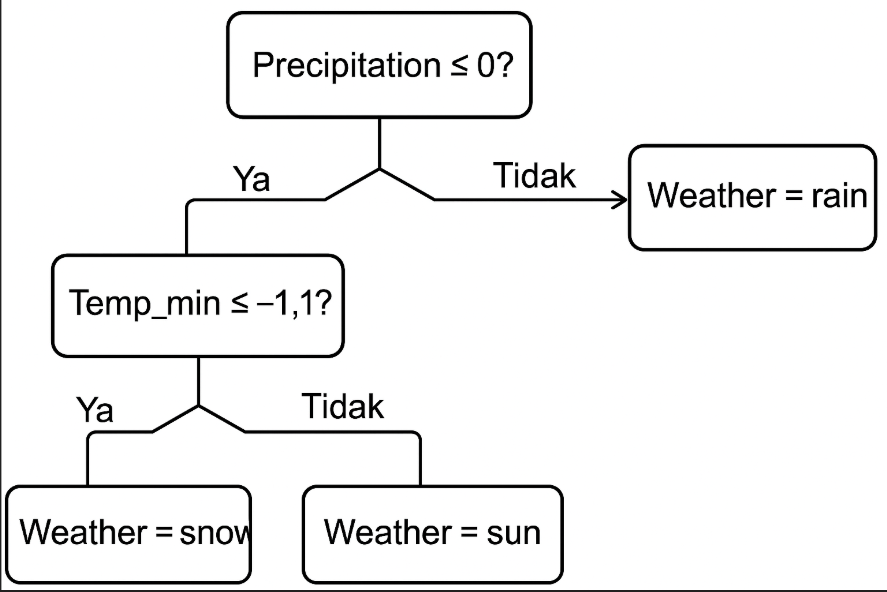 Precipitation ≤ 0?
Ya
Tidak
Weather = rain
Temp_min ≤ –1,1?
Ya
Tidak
Weather = snow
Weather = sun